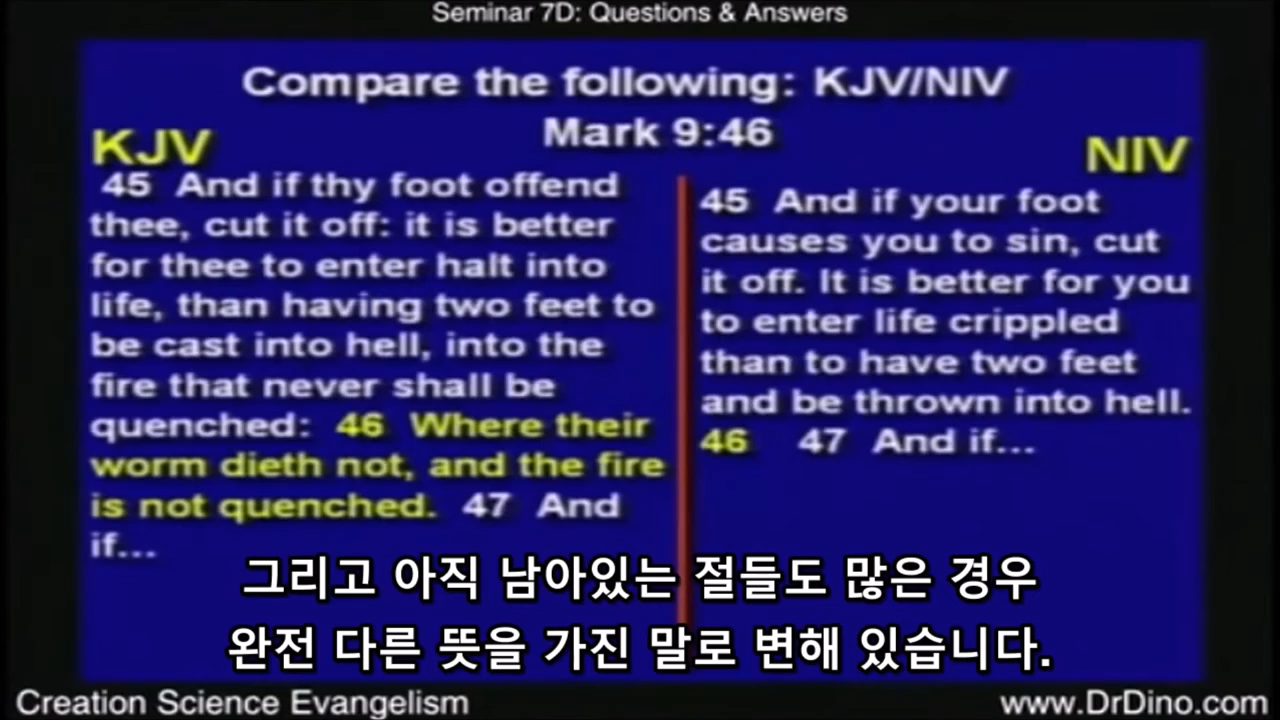 Seminar 7D: Questions & Answers
Compare the following: KJV/NIV
Mark 9:46
KJV
45 And if thy foot offend
thee, cut it off: it is better
for thee to enter halt into
life, than having two feet to
be cast into hell, into the
fire that never shall be
quenched: 46 Where their
worm dieth not, and the fire
is not quenched. 47 And
if...
NIV
45 And if your foot
causes you to sin, cut
it off. It is better for you
to enter life crippled
than to have two feet
and be thrown into hell.
46 47 And if...
그리고 아직 남아있는 절들도 많은 경우
완전 다른 뜻을 가진 말로 변해 있습니다.
Creation Science Evangelism
www.DrDino.com